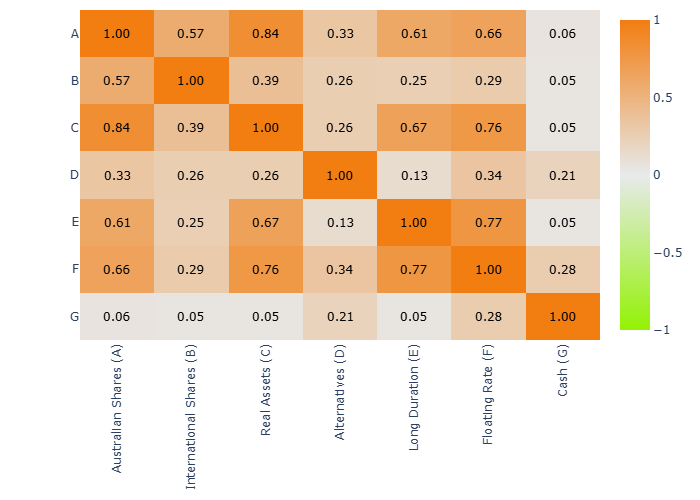 A 1.00 0.57 0.84 0.33 0.61 0.66 0.06
B 0.57 1.00 0.39 0.26 0.25 0.29 0.05
C 0.84 0.39 1.00 0.26 0.67 0.76 0.05
D 0.33 0.26 0.26 1.00 0.13 0.34 0.21
E 0.61 0.25 0.67 0.13 1.00 0.77 0.05
F 0.66 0.29 0.76 0.34 0.77 1.00 0.28
G 0.06 0.05 0.05 0.21 0.05 0.28 1.00
Australian Shares (A)
International Shares (B)
Real Assets (C)
Alternatives (D)
Long Duration (E)
Floating Rate (F)
Cash (G)
1
0.5
0
−0.5
−1